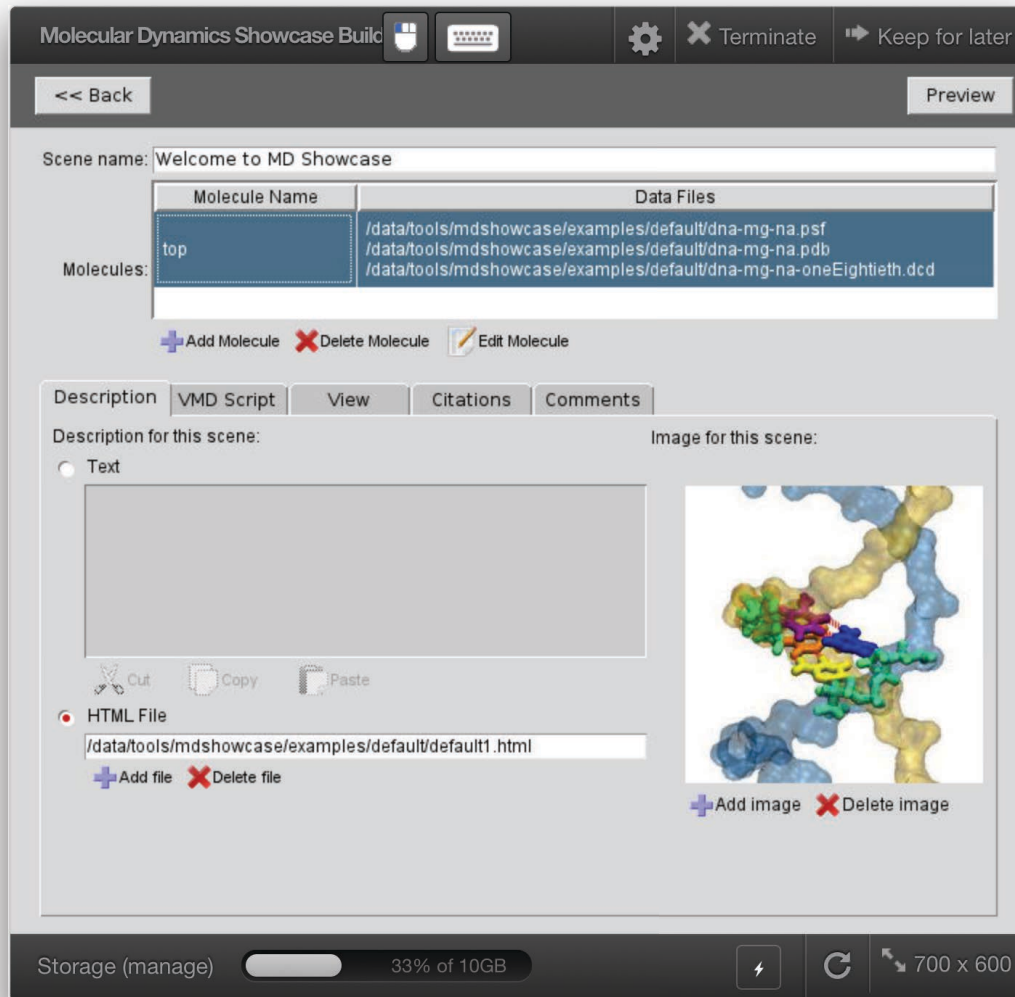 Molecular Dynamics Showcase Build
Terminate
Keep for later
<< Back
Preview
Scene name: Welcome to MD Showcase
Molecule Name Data Files
Molecules: top
/data/tools/mdshowcase/examples/default/dna-mg-na.psf
/data/tools/mdshowcase/examples/default/dna-mg-na.pdb
/data/tools/mdshowcase/examples/default/dna-mg-na-oneEightieth.dcd
Add Molecule Delete Molecule Edit Molecule
Description VMD Script View Citations Comments
Description for this scene:
Image for this scene:
Text
Cut Copy Paste
HTML File
/data/tools/mdshowcase/examples/default/default1.html
Add file Delete file
Add image Delete image
Storage (manage) 33% of 10GB 700 x 600